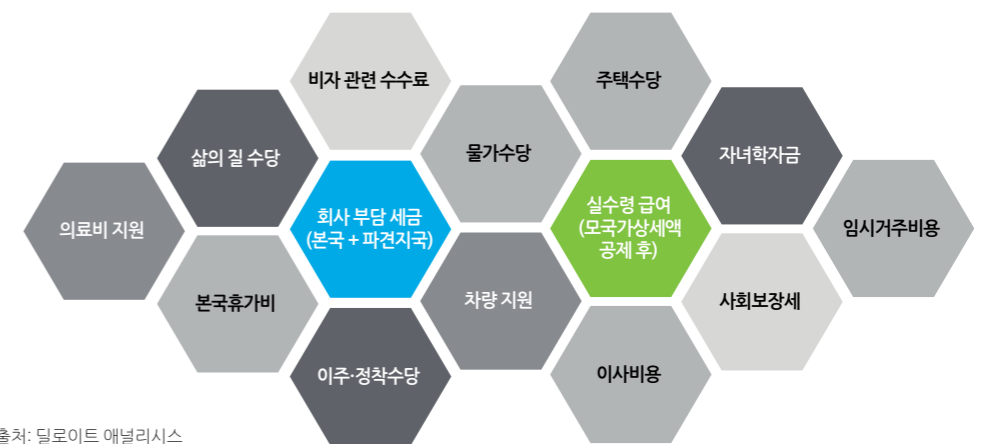 비자 관련 수수료
주택수당
삶의 질 수당
물가수당
자녀학자금
의료비 지원
회사 부담 세금
(본국 + 파견지국)
실수령 급여
(모국가상세액
공제 후)
임시거주비용
본국휴가비
차량 지원
사회보장세
이주·정착수당
이사비용
출처: 딜로이트 애널리시스